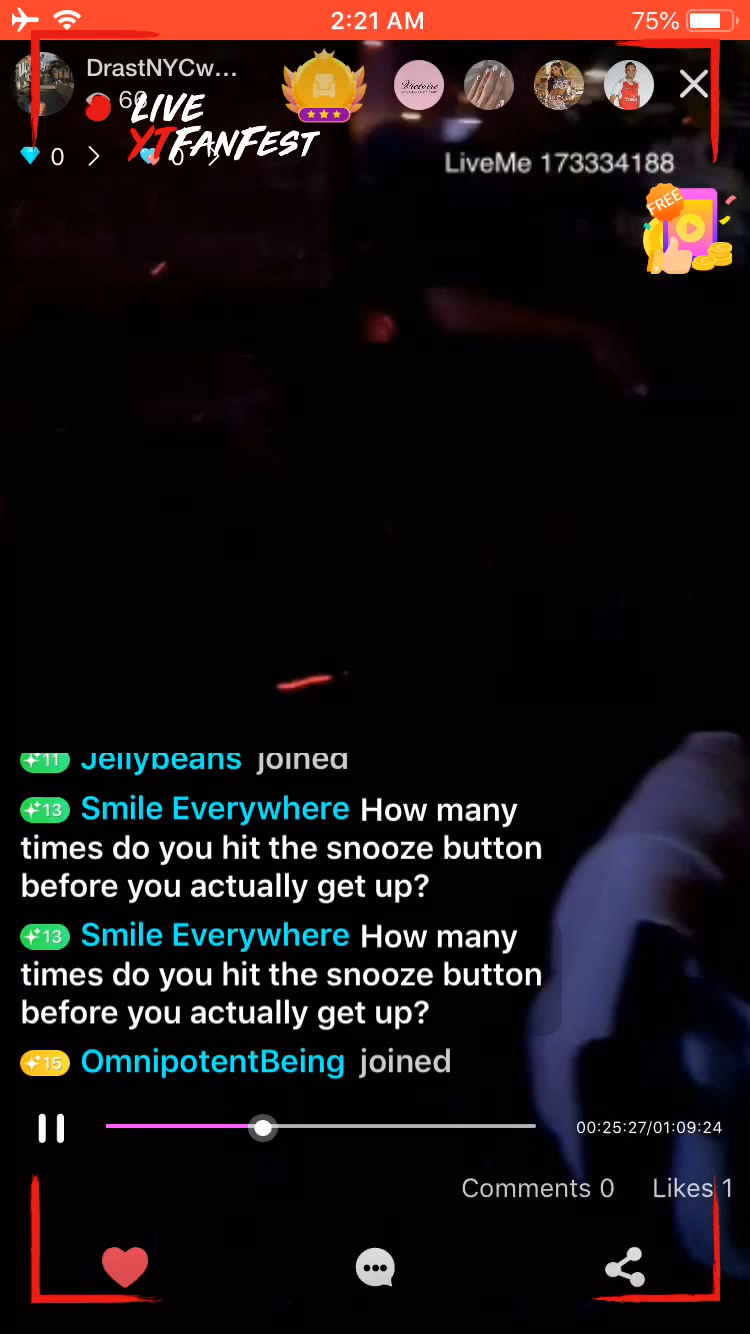 2:21 AM
75%
DrastNYCw...
LIVE
YTFANFEST
0
LiveMe 173334188
Victoire
FREE
11 Jellybeans joined
13 Smile Everywhere How many
times do you hit the snooze button
before you actually get up?
13 Smile Everywhere How many
times do you hit the snooze button
before you actually get up?
15 OmnipotentBeing joined
00:25:27/01:09:24
Comments 0
Likes 1